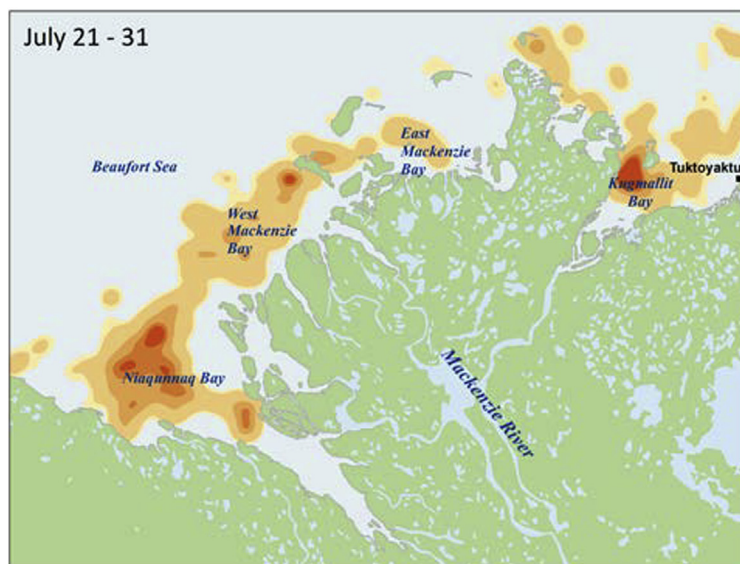 July 21 - 31
East
Mackenzie
Bay
Beaufort Sea
Tuktoyaktu
Kugmallit
Bay
West
Mackenzie
Bay
Niaqunnaq Bay
Mackenzie River